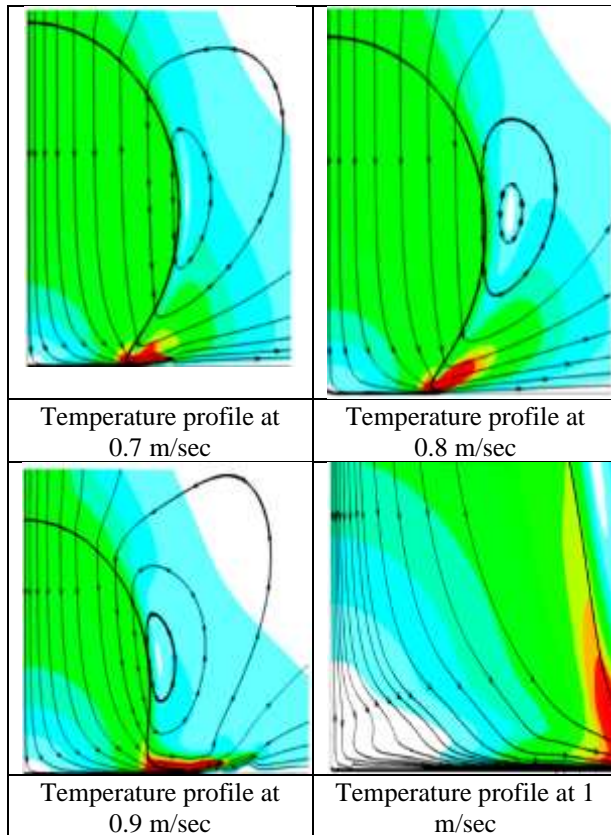 Temperature profile at
0.7 m/sec
Temperature profile at
0.8 m/sec
Temperature profile at
0.9 m/sec
Temperature profile at 1
m/sec